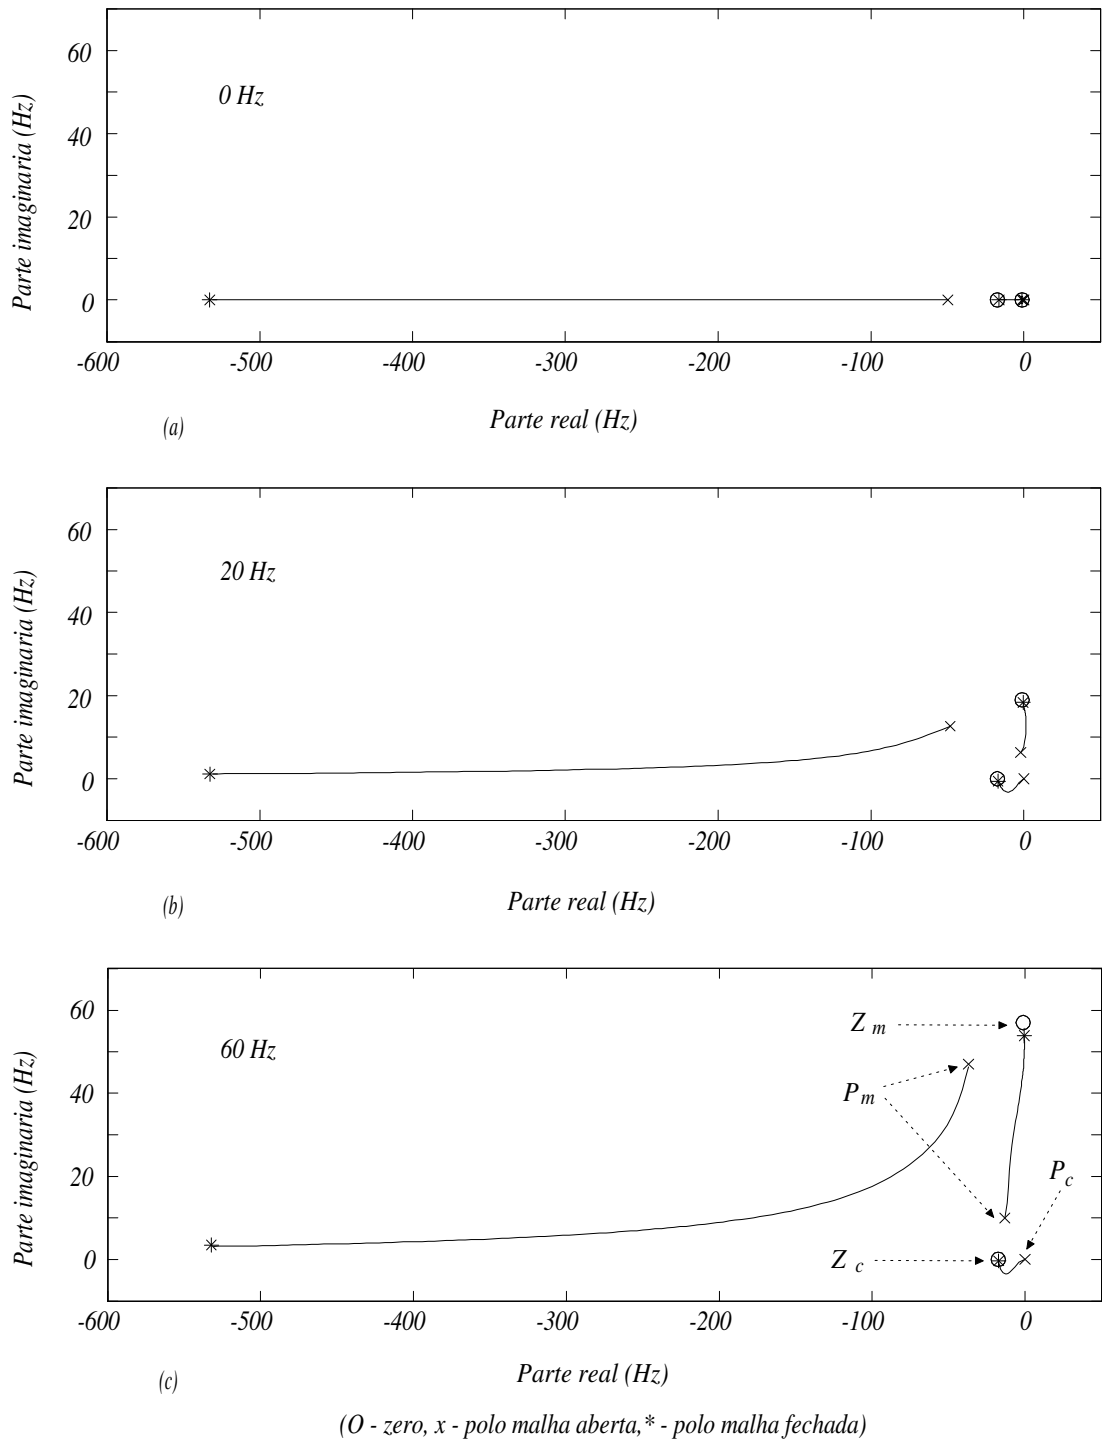 60
40
20
0
Parte imaginaria (Hz)
0 Hz
-600 -500 -400 -300 -200 -100 0
Parte real (Hz)
(a)
60
40
20
0
Parte imaginaria (Hz)
20 Hz
-600 -500 -400 -300 -200 -100 0
Parte real (Hz)
(b)
60
40
20
0
Parte imaginaria (Hz)
60 Hz
Z m
P m
P c
Z c
-600 -500 -400 -300 -200 -100 0
Parte real (Hz)
(c)
(O - zero, x - polo malha aberta,* - polo malha fechada)